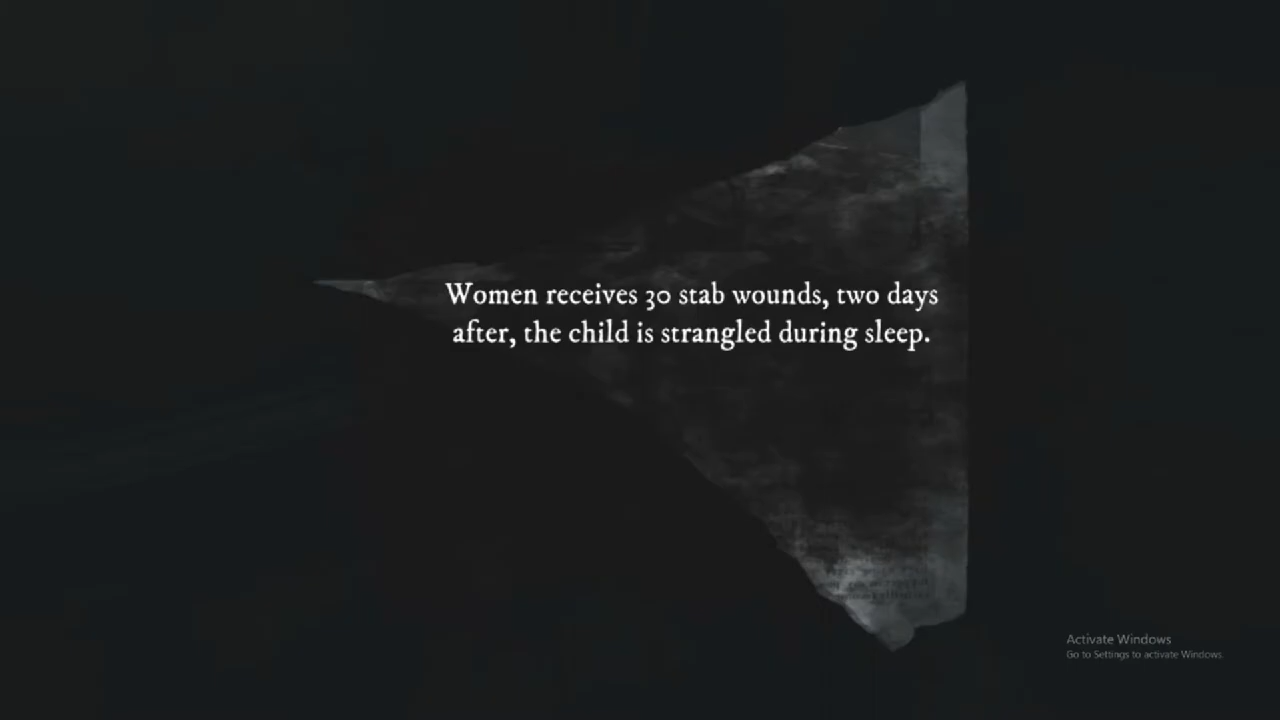 Women receives 30 stab wounds, two days
after, the child is strangled during sleep.
Activate Windows
Go to Settings to activate Windows.